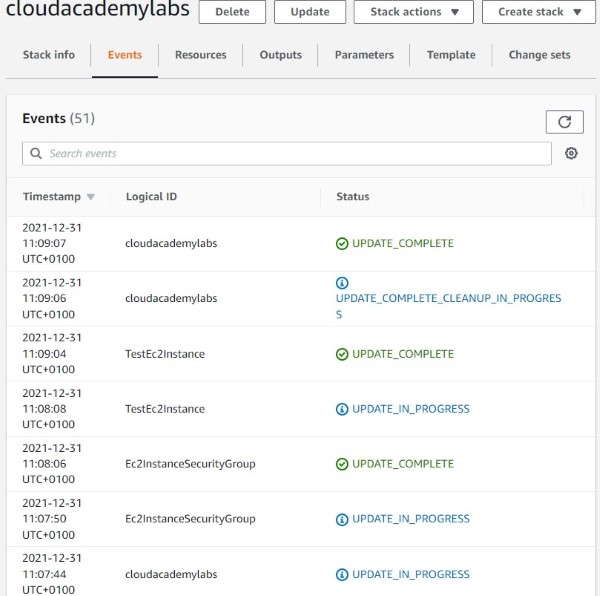 cloudacademylabs Delete Update Stack actions Create stack
Stack info Events Resources Outputs Parameters Template Change sets
Events (51)
Search events
Timestamp Logical ID Status
2021-12-31
11:09:07 cloudacademylabs UPDATE_COMPLETE
UTC+0100
2021-12-31
11:09:06 cloudacademylabs UPDATE_COMPLETE_CLEANUP_IN_PROGRES
UTC+0100 S
2021-12-31
11:09:04 TestEc2Instance UPDATE_COMPLETE
UTC+0100
2021-12-31
11:08:08 TestEc2Instance UPDATE_IN_PROGRESS
UTC+0100
2021-12-31
11:08:06 Ec2InstanceSecurityGroup UPDATE_COMPLETE
UTC+0100
2021-12-31
11:07:50 Ec2InstanceSecurityGroup UPDATE_IN_PROGRESS
UTC+0100
2021-12-31
11:07:44 cloudacademylabs UPDATE_IN_PROGRESS
UTC+0100